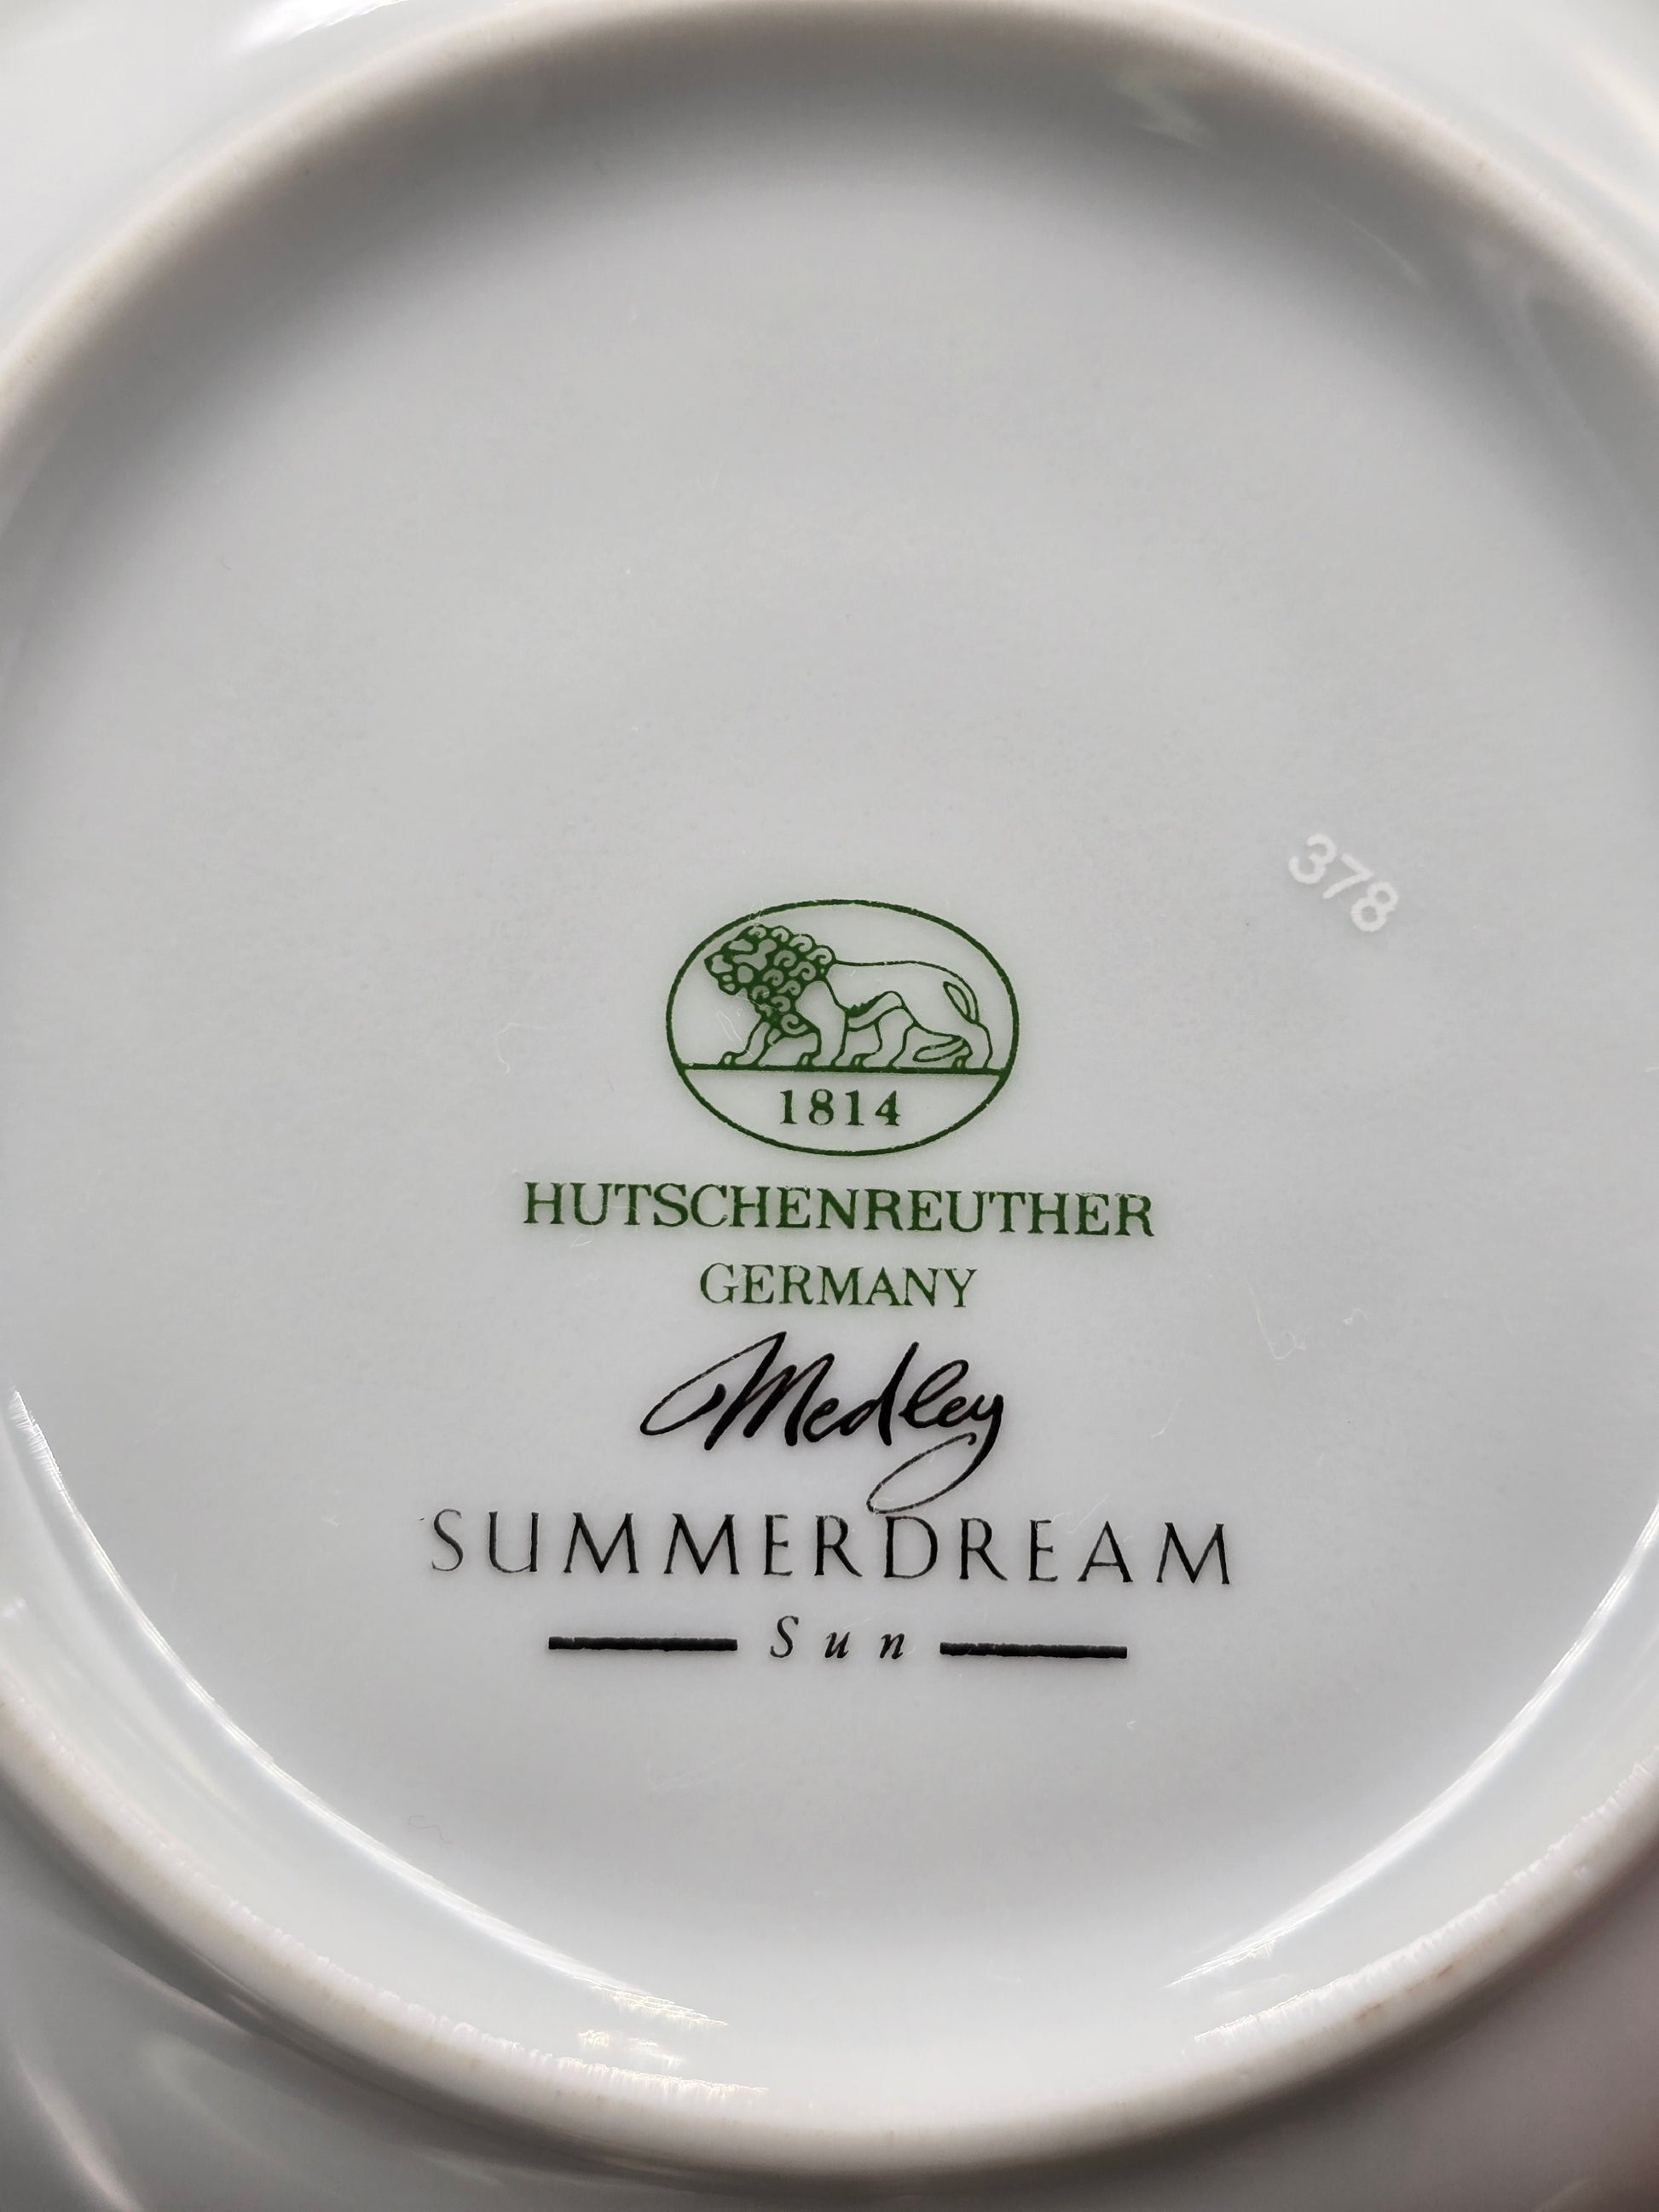 378
1814
HUTSCHENREUTHER
GERMANY
Medley
SUMMERDREAM
Sun